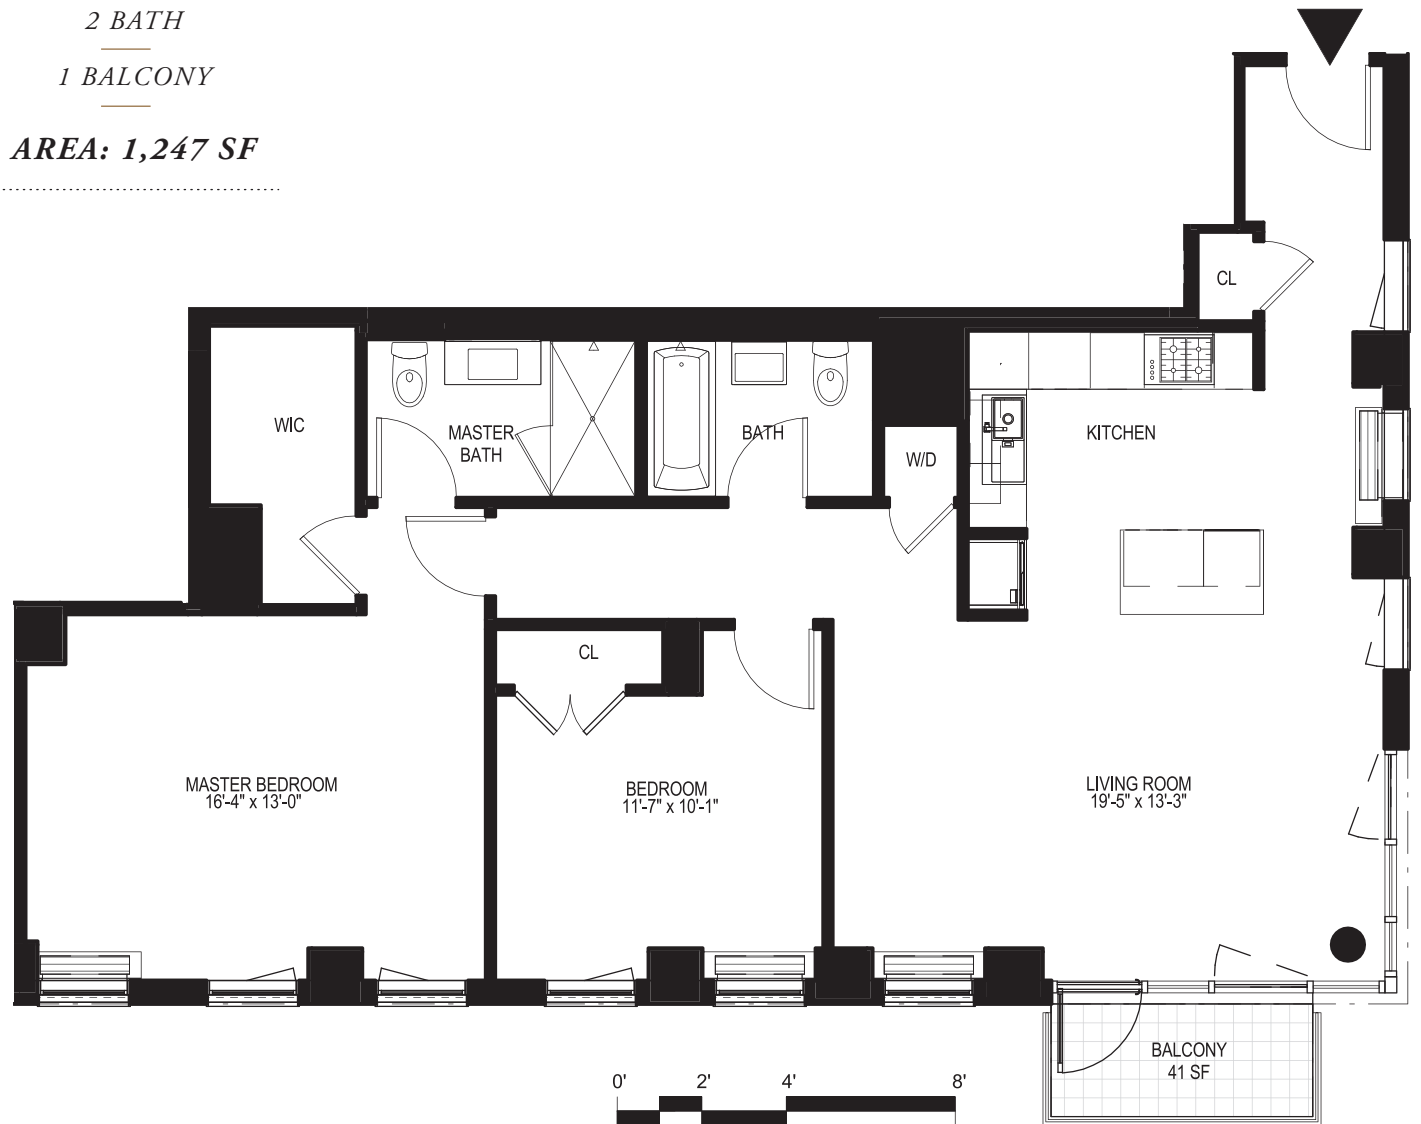 2 BATH
1 BALCONY
AREA: 1,247 SF
CL
WIC
MASTER
BATH
BATH
W/D
KITCHEN
CL
MASTER BEDROOM
16'-4" x 13'-0"
BEDROOM
11'-7" x 10'-1"
LIVING ROOM
19'-5" x 13'-3"
BALCONY
41 SF
0' 2' 4' 8'